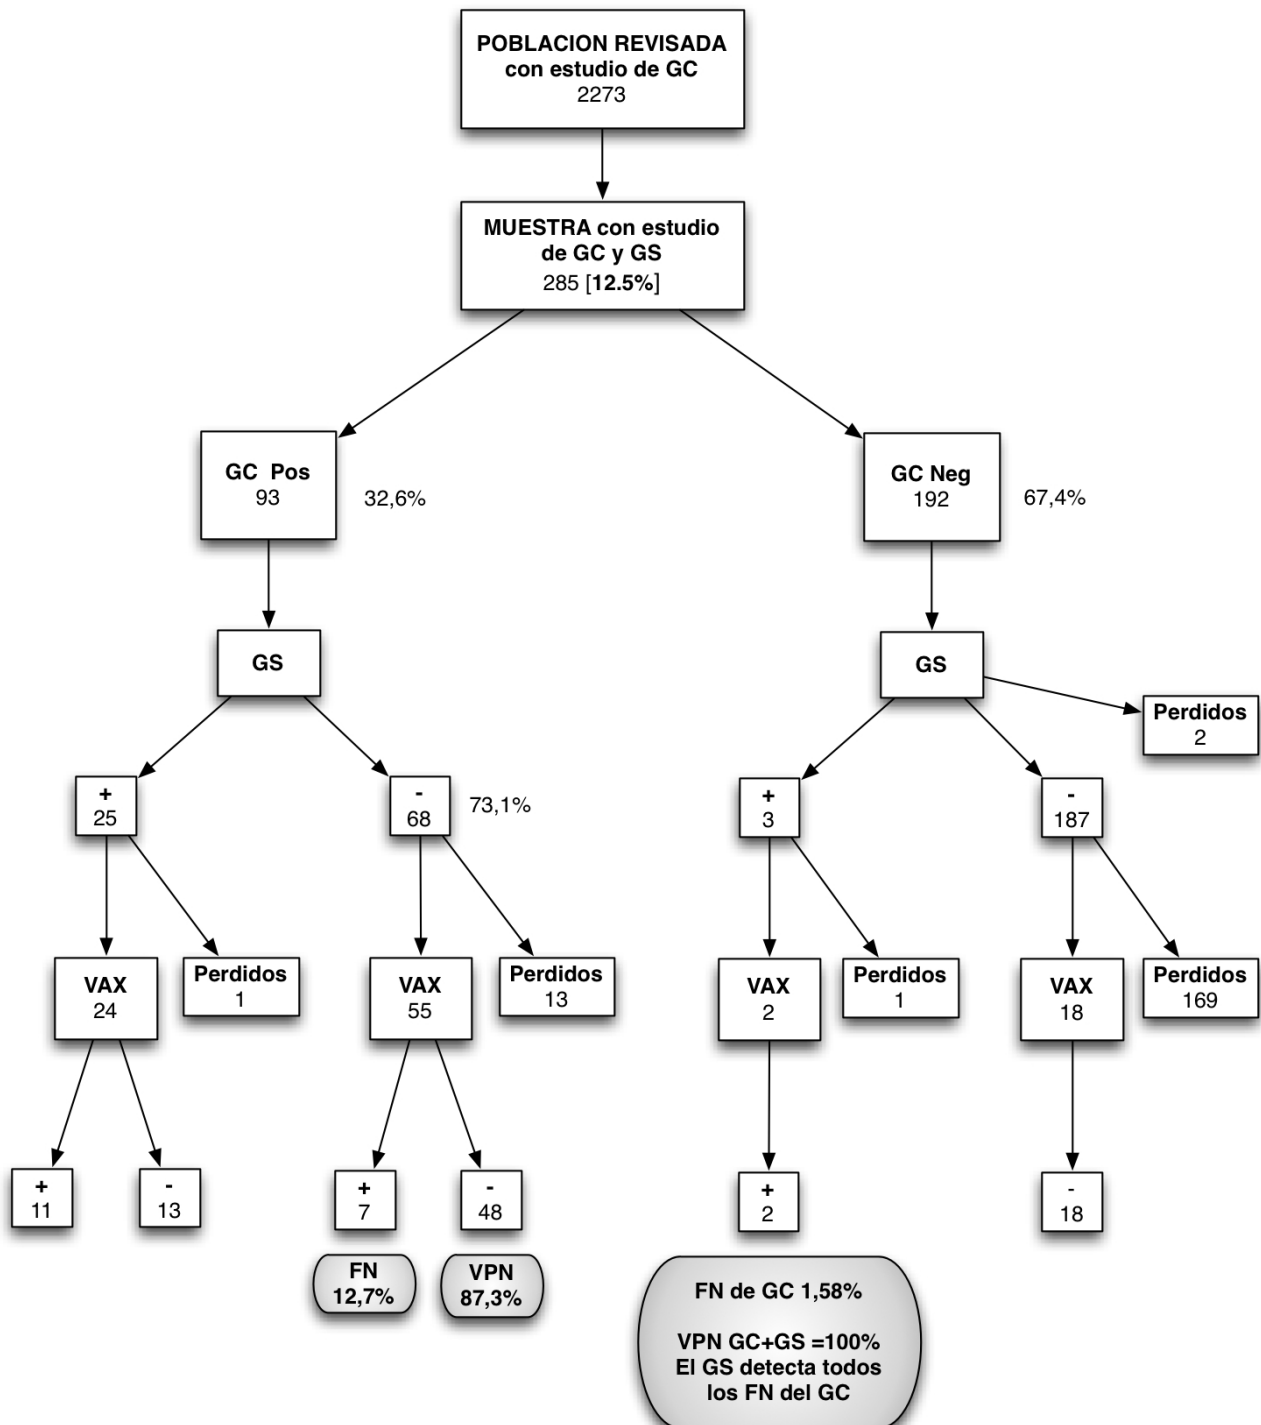 POBLACION REVISADA
con estudio de GC
2273
MUESTRA con estudio
de GC y GS
285 [12.5%]
GC Pos
93
32,6%
GC Neg
192
67,4%
GS
GS
Perdidos
2
+
25
-
68
73,1%
+
3
-
187
VAX
24
Perdidos
1
VAX
55
Perdidos
13
VAX
2
Perdidos
1
VAX
18
Perdidos
169
+
11
-
13
+
7
-
48
+
2
-
18
FN
12,7%
VPN
87,3%
FN de GC 1,58%
VPN GC+GS =100%
El GS detecta todos
los FN del GC